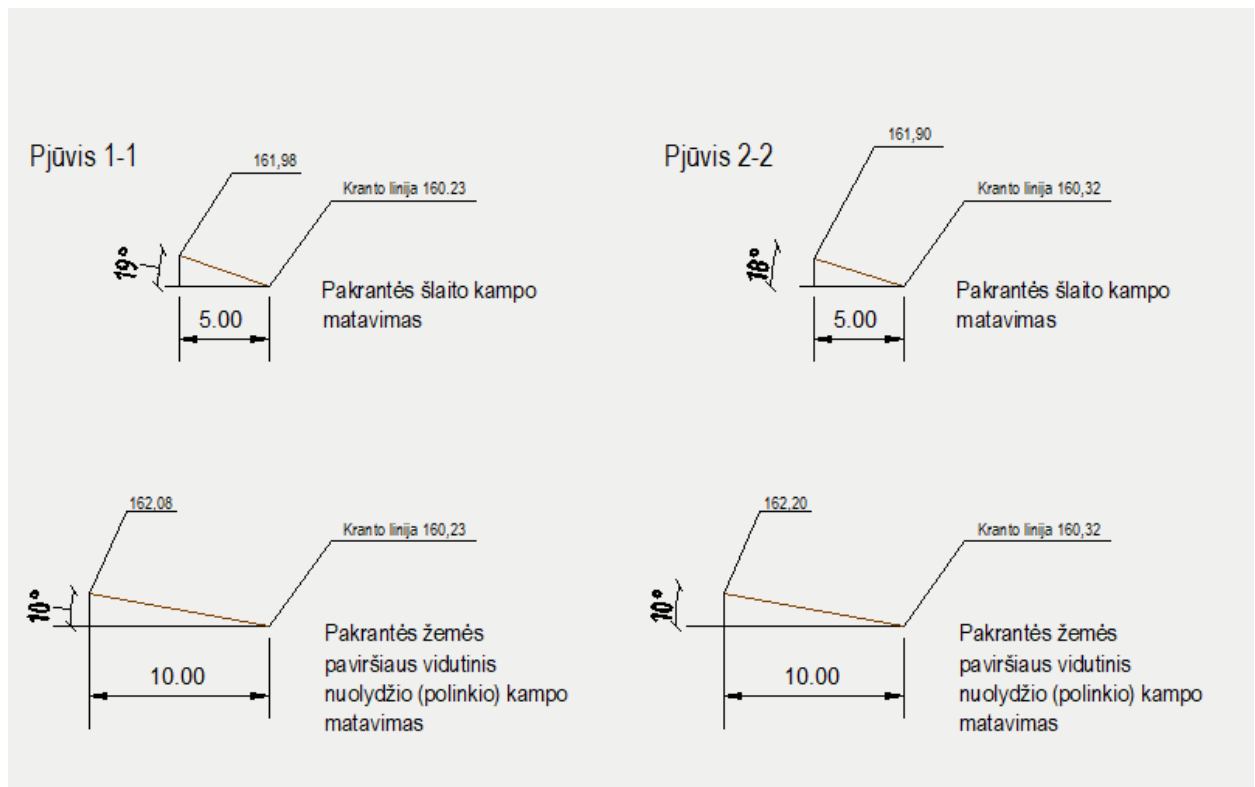 Pjūvis 1-1
161,98
Kranto linija 160.23
19°
5.00
Pakrantės šlaito kampo
matavimas
Pjūvis 2-2
161,90
Kranto linija 160,32
18°
5.00
Pakrantės šlaito kampo
matavimas
162,08
Kranto linija 160,23
10°
10.00
Pakrantės žemės
paviršiaus vidutinis
nuolydžio (polinkio) kampo
matavimas
162,20
Kranto linija 160,32
10°
10.00
Pakrantės žemės
paviršiaus vidutinis
nuolydžio (polinkio) kampo
matavimas